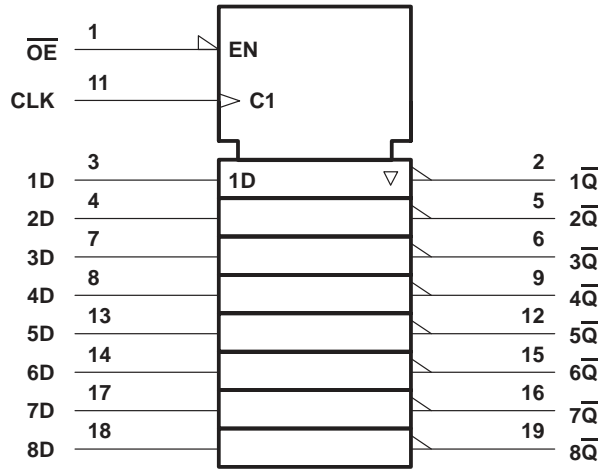 O̅E̅ 1 EN
CLK 11 C1
1D 3 1D ▽ 2 1Q̅
2D 4 5 2Q̅
3D 7 6 3Q̅
4D 8 9 4Q̅
5D 13 12 5Q̅
6D 14 15 6Q̅
7D 17 16 7Q̅
8D 18 19 8Q̅